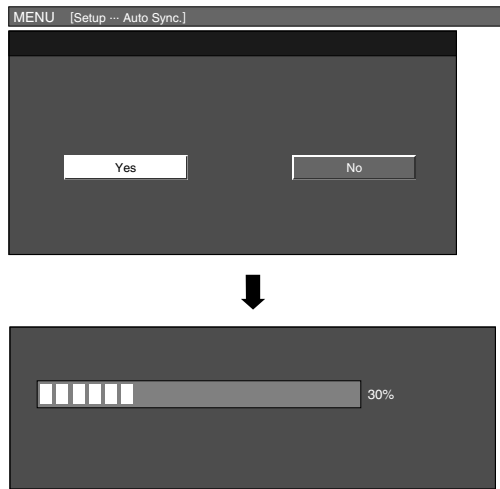 MENU [Setup ··· Auto Sync.]
Yes No
30%